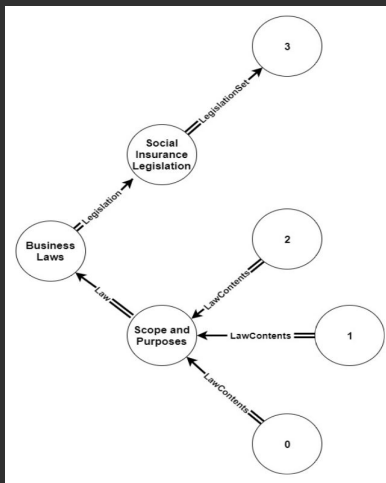 3
LegislationSet
Social
Insurance
Legislation
Legislation
2
Business
Laws
LawContents
Law
Scope and
Purposes
LawContents
1
LawContents
0